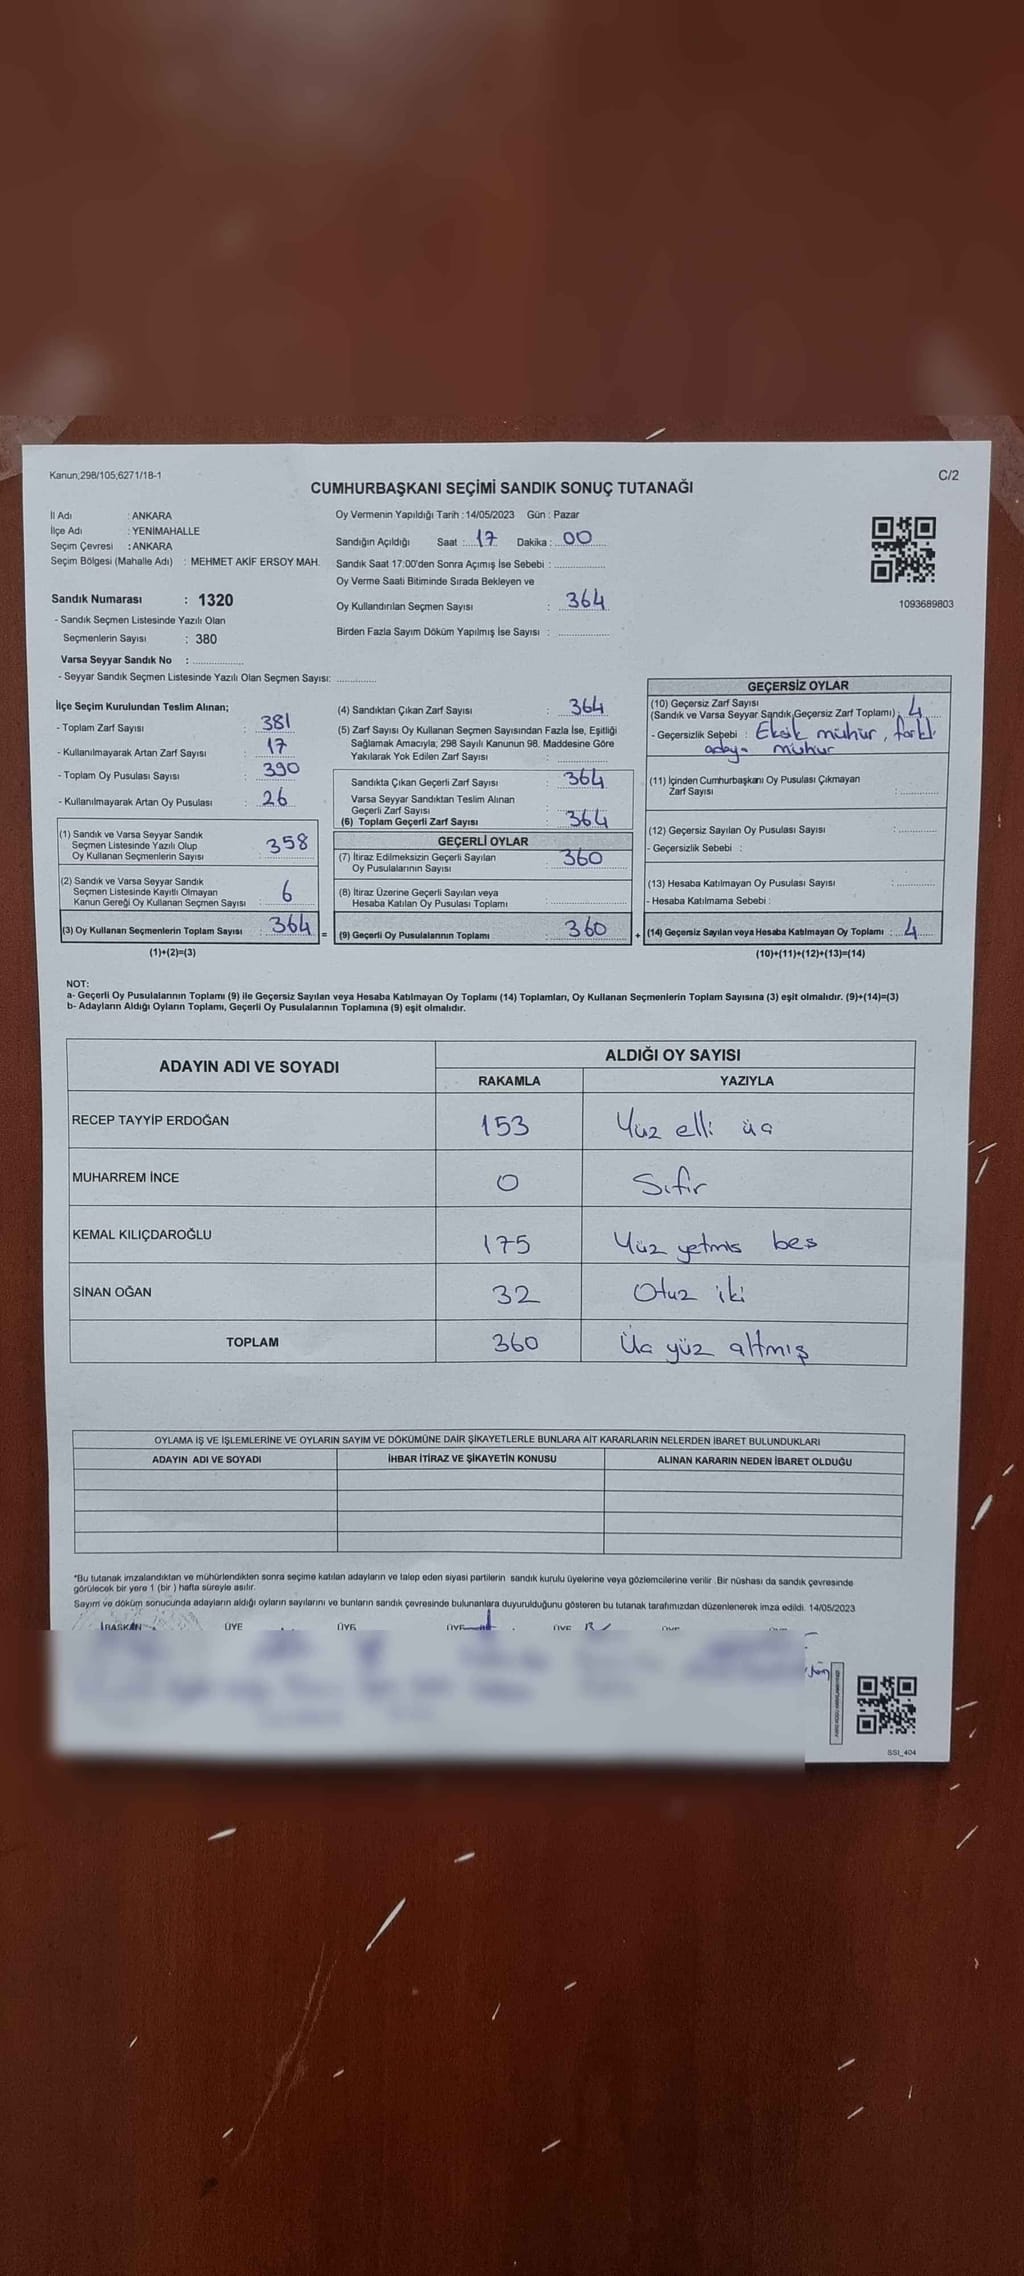 Kanun;298/105;6271/18-1
C/2
CUMHURBAŞKANI SEÇİMİ SANDIK SONUÇ TUTANAĞI
İl Adı : ANKARA
İlçe Adı : YENİMAHALLE
Seçim Çevresi : ANKARA
Seçim Bölgesi (Mahalle Adı) : MEHMET AKİF ERSOY MAH.
Sandık Numarası : 1320
- Sandık Seçmen Listesinde Yazılı Olan
Seçmenlerin Sayısı : 380
Varsa Seyyar Sandık No :
- Seyyar Sandık Seçmen Listesinde Yazılı Olan Seçmen Sayısı:
Oy Vermenin Yapıldığı Tarih :14/05/2023 Gün : Pazar
Sandığın Açıldığı Saat : 17 Dakika : 00
Sandık Saat 17:00'den Sonra Açımış İse Sebebi :
Oy Verme Saati Bitiminde Sırada Bekleyen ve
Oy Kullandırılan Seçmen Sayısı : 364
Birden Fazla Sayım Döküm Yapılmış İse Sayısı :
1093689803
İlçe Seçim Kurulundan Teslim Alınan;
- Toplam Zarf Sayısı : 381
- Kullanılmayarak Artan Zarf Sayısı : 17
- Toplam Oy Pusulası Sayısı : 390
- Kullanılmayarak Artan Oy Pusulası : 26
(1) Sandık ve Varsa Seyyar Sandık
Seçmen Listesinde Yazılı Olup
Oy Kullanan Seçmenlerin Sayısı : 358
(2) Sandık ve Varsa Seyyar Sandık
Seçmen Listesinde Kayıtlı Olmayan
Kanun Gereği Oy Kullanan Seçmen Sayısı : 6
(3) Oy Kullanan Seçmenlerin Toplam Sayısı : 364 =
(1)+(2)=(3)
(4) Sandıktan Çıkan Zarf Sayısı : 364
(5) Zarf Sayısı Oy Kullanan Seçmen Sayısından Fazla İse, Eşitliği
Sağlamak Amacıyla; 298 Sayılı Kanunun 98. Maddesine Göre
Yakılarak Yok Edilen Zarf Sayısı :
Sandıkta Çıkan Geçerli Zarf Sayısı : 364
Varsa Seyyar Sandıktan Teslim Alınan
Geçerli Zarf Sayısı :
(6) Toplam Geçerli Zarf Sayısı : 364
GEÇERLİ OYLAR
(7) İtiraz Edilmeksizin Geçerli Sayılan
Oy Pusulalarının Sayısı : 360
(8) İtiraz Üzerine Geçerli Sayılan veya
Hesaba Katılan Oy Pusulası Toplamı :
(9) Geçerli Oy Pusulalarının Toplamı : 360 +
GEÇERSİZ OYLAR
(10) Geçersiz Zarf Sayısı
(Sandık ve Varsa Seyyar Sandık Geçersiz Zarf Toplamı) : 4
- Geçersizlik Sebebi : Eksik mühür, farklı
adaya mühür
(11) İçinden Cumhurbaşkanı Oy Pusulası Çıkmayan
Zarf Sayısı :
(12) Geçersiz Sayılan Oy Pusulası Sayısı :
- Geçersizlik Sebebi :
(13) Hesaba Katılmayan Oy Pusulası Sayısı :
- Hesaba Katılmama Sebebi :
(14) Geçersiz Sayılan veya Hesaba Katılmayan Oy Toplamı : 4
(10)+(11)+(12)+(13)=(14)
NOT:
a- Geçerli Oy Pusulalarının Toplamı (9) ile Geçersiz Sayılan veya Hesaba Katılmayan Oy Toplamı (14) Toplamları, Oy Kullanan Seçmenlerin Toplam Sayısına (3) eşit olmalıdır. (9)+(14)=(3)
b- Adayların Aldığı Oyların Toplamı, Geçerli Oy Pusulalarının Toplamına (9) eşit olmalıdır.
ADAYIN ADI VE SOYADI
ALDIĞI OY SAYISI
RAKAMLA YAZIYLA
RECEP TAYYİP ERDOĞAN 153 Yüz elli üç
MUHARREM İNCE 0 Sıfır
KEMAL KILIÇDAROĞLU 175 Yüz yetmis bes
SİNAN OĞAN 32 Otuz iki
TOPLAM 360 Üç yüz altmış
OYLAMA İŞ VE İŞLEMLERİNE VE OYLARIN SAYIM VE DÖKÜMÜNE DAİR ŞİKAYETLERLE BUNLARA AİT KARARLARIN NELERDEN İBARET BULUNDUKLARI
ADAYIN ADI VE SOYADI İHBAR İTİRAZ VE ŞİKAYETİN KONUSU ALINAN KARARIN NEDEN İBARET OLDUĞU
*Bu tutanak imzalandıktan ve mühürlendikten sonra seçime katılan adayların ve talep eden siyasi partilerin sandık kurulu üyelerine veya gözlemcilerine verilir .Bir nüshası da sandık çevresinde
görülecek bir yere 1 (bir ) hafta süreyle asılır.
Sayım ve döküm sonucunda adayların aldığı oyların sayılarını ve bunların sandık çevresinde bulunanlara duyurulduğunu gösteren bu tutanak tarafımızdan düzenlenerek imza edildi. 14/05/2023
BAŞKAN ÜYE ÜYE ÜYE ÜYE ÜYE
SSI_404